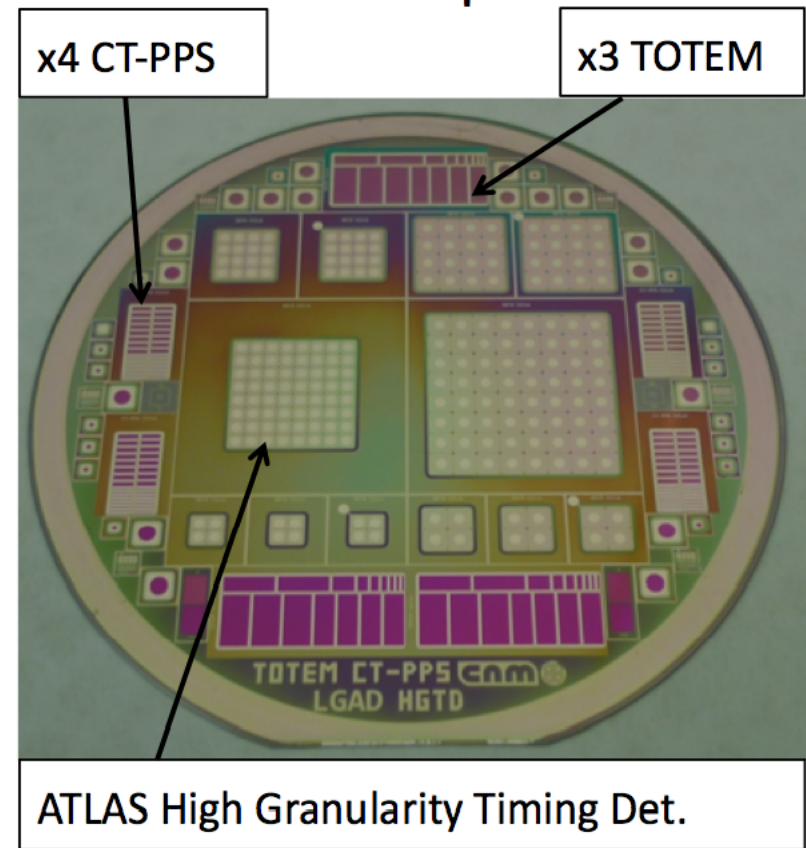 x4 CT-PPS
x3 TOTEM
TOTEM CT-PPS cnm
LGAD HGTD
ATLAS High Granularity Timing Det.